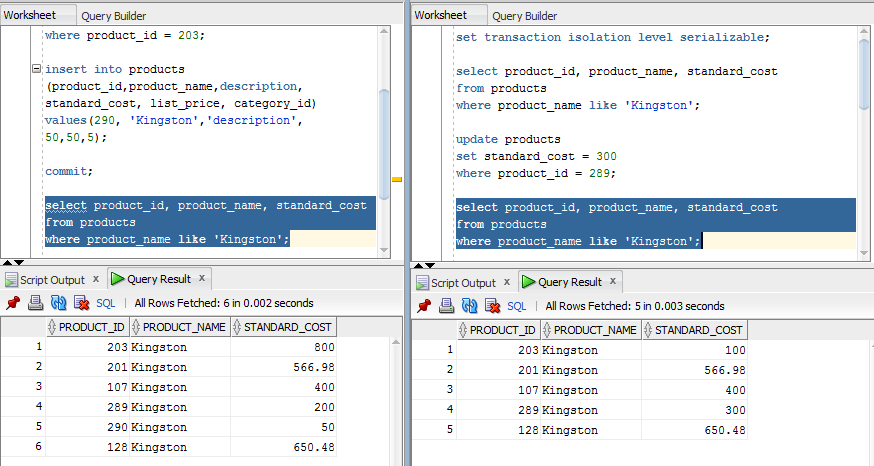 Worksheet Query Builder
where product_id = 203;
insert into products
(product_id,product_name,description,
standard_cost, list_price, category_id)
values(290, 'Kingston','description',
50,50,5);
commit;
select product_id, product_name, standard_cost
from products
where product_name like 'Kingston';
Script Output x Query Result x
SQL | All Rows Fetched: 6 in 0.002 seconds
PRODUCT_ID PRODUCT_NAME STANDARD_COST
1 203 Kingston 800
2 201 Kingston 566.98
3 107 Kingston 400
4 289 Kingston 200
5 290 Kingston 50
6 128 Kingston 650.48
Worksheet Query Builder
set transaction isolation level serializable;
select product_id, product_name, standard_cost
from products
where product_name like 'Kingston';
update products
set standard_cost = 300
where product_id = 289;
select product_id, product_name, standard_cost
from products
where product_name like 'Kingston';
Script Output x Query Result x
SQL | All Rows Fetched: 5 in 0.003 seconds
PRODUCT_ID PRODUCT_NAME STANDARD_COST
1 203 Kingston 100
2 201 Kingston 566.98
3 107 Kingston 400
4 289 Kingston 300
5 128 Kingston 650.48